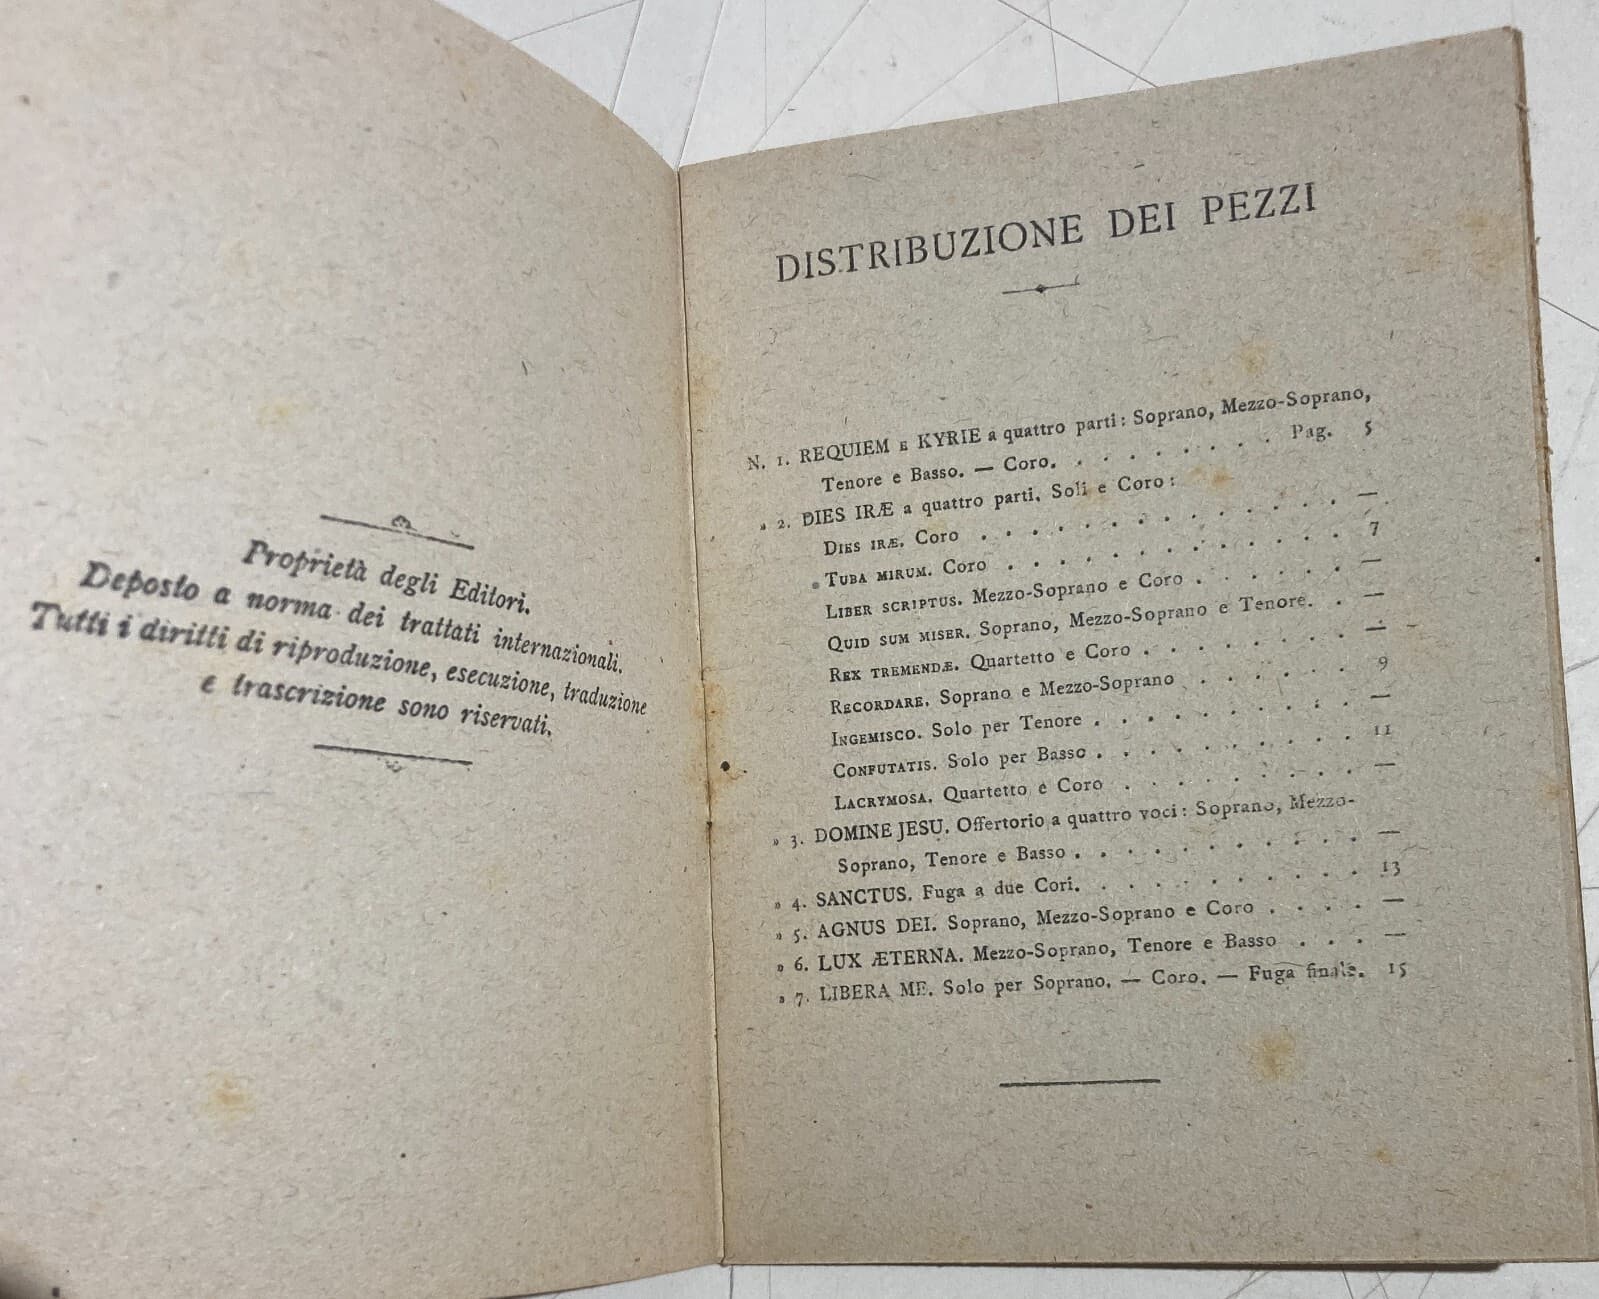 Proprietà degli Editori.
Deposto a norma dei trattati internazionali.
Tutti i diritti di riproduzione, esecuzione, traduzione
e trascrizione sono riservati.
DISTRIBUZIONE DEI PEZZI
N. 1. REQUIEM E KYRIE a quattro parti: Soprano, Mezzo-Soprano,
Tenore e Basso. — Coro. . . . . . . . . Pag. 5
» 2. DIES IRÆ a quattro parti. Soli e Coro:
DIES IRÆ. Coro . . . . . . . . . . . . . . —
TUBA MIRUM. Coro . . . . . . . . . . . . . 7
LIBER SCRIPTUS. Mezzo-Soprano e Coro . . . . . . —
QUID SUM MISER. Soprano, Mezzo-Soprano e Tenore. . —
REX TREMENDÆ. Quartetto e Coro . . . . . . . . —
RECORDARE. Soprano e Mezzo-Soprano . . . . . . 9
INGEMISCO. Solo per Tenore . . . . . . . . . . —
CONFUTATIS. Solo per Basso . . . . . . . . . . 11
LACRYMOSA. Quartetto e Coro . . . . . . . . . —
» 3. DOMINE JESU. Offertorio a quattro voci: Soprano, Mezzo-
Soprano, Tenore e Basso . . . . . . . . . . . —
» 4. SANCTUS. Fuga a due Cori. . . . . . . . . . . 13
» 5. AGNUS DEI. Soprano, Mezzo-Soprano e Coro . . . . —
» 6. LUX ÆTERNA. Mezzo-Soprano, Tenore e Basso . . . —
» 7. LIBERA ME. Solo per Soprano. — Coro. — Fuga finale. 15